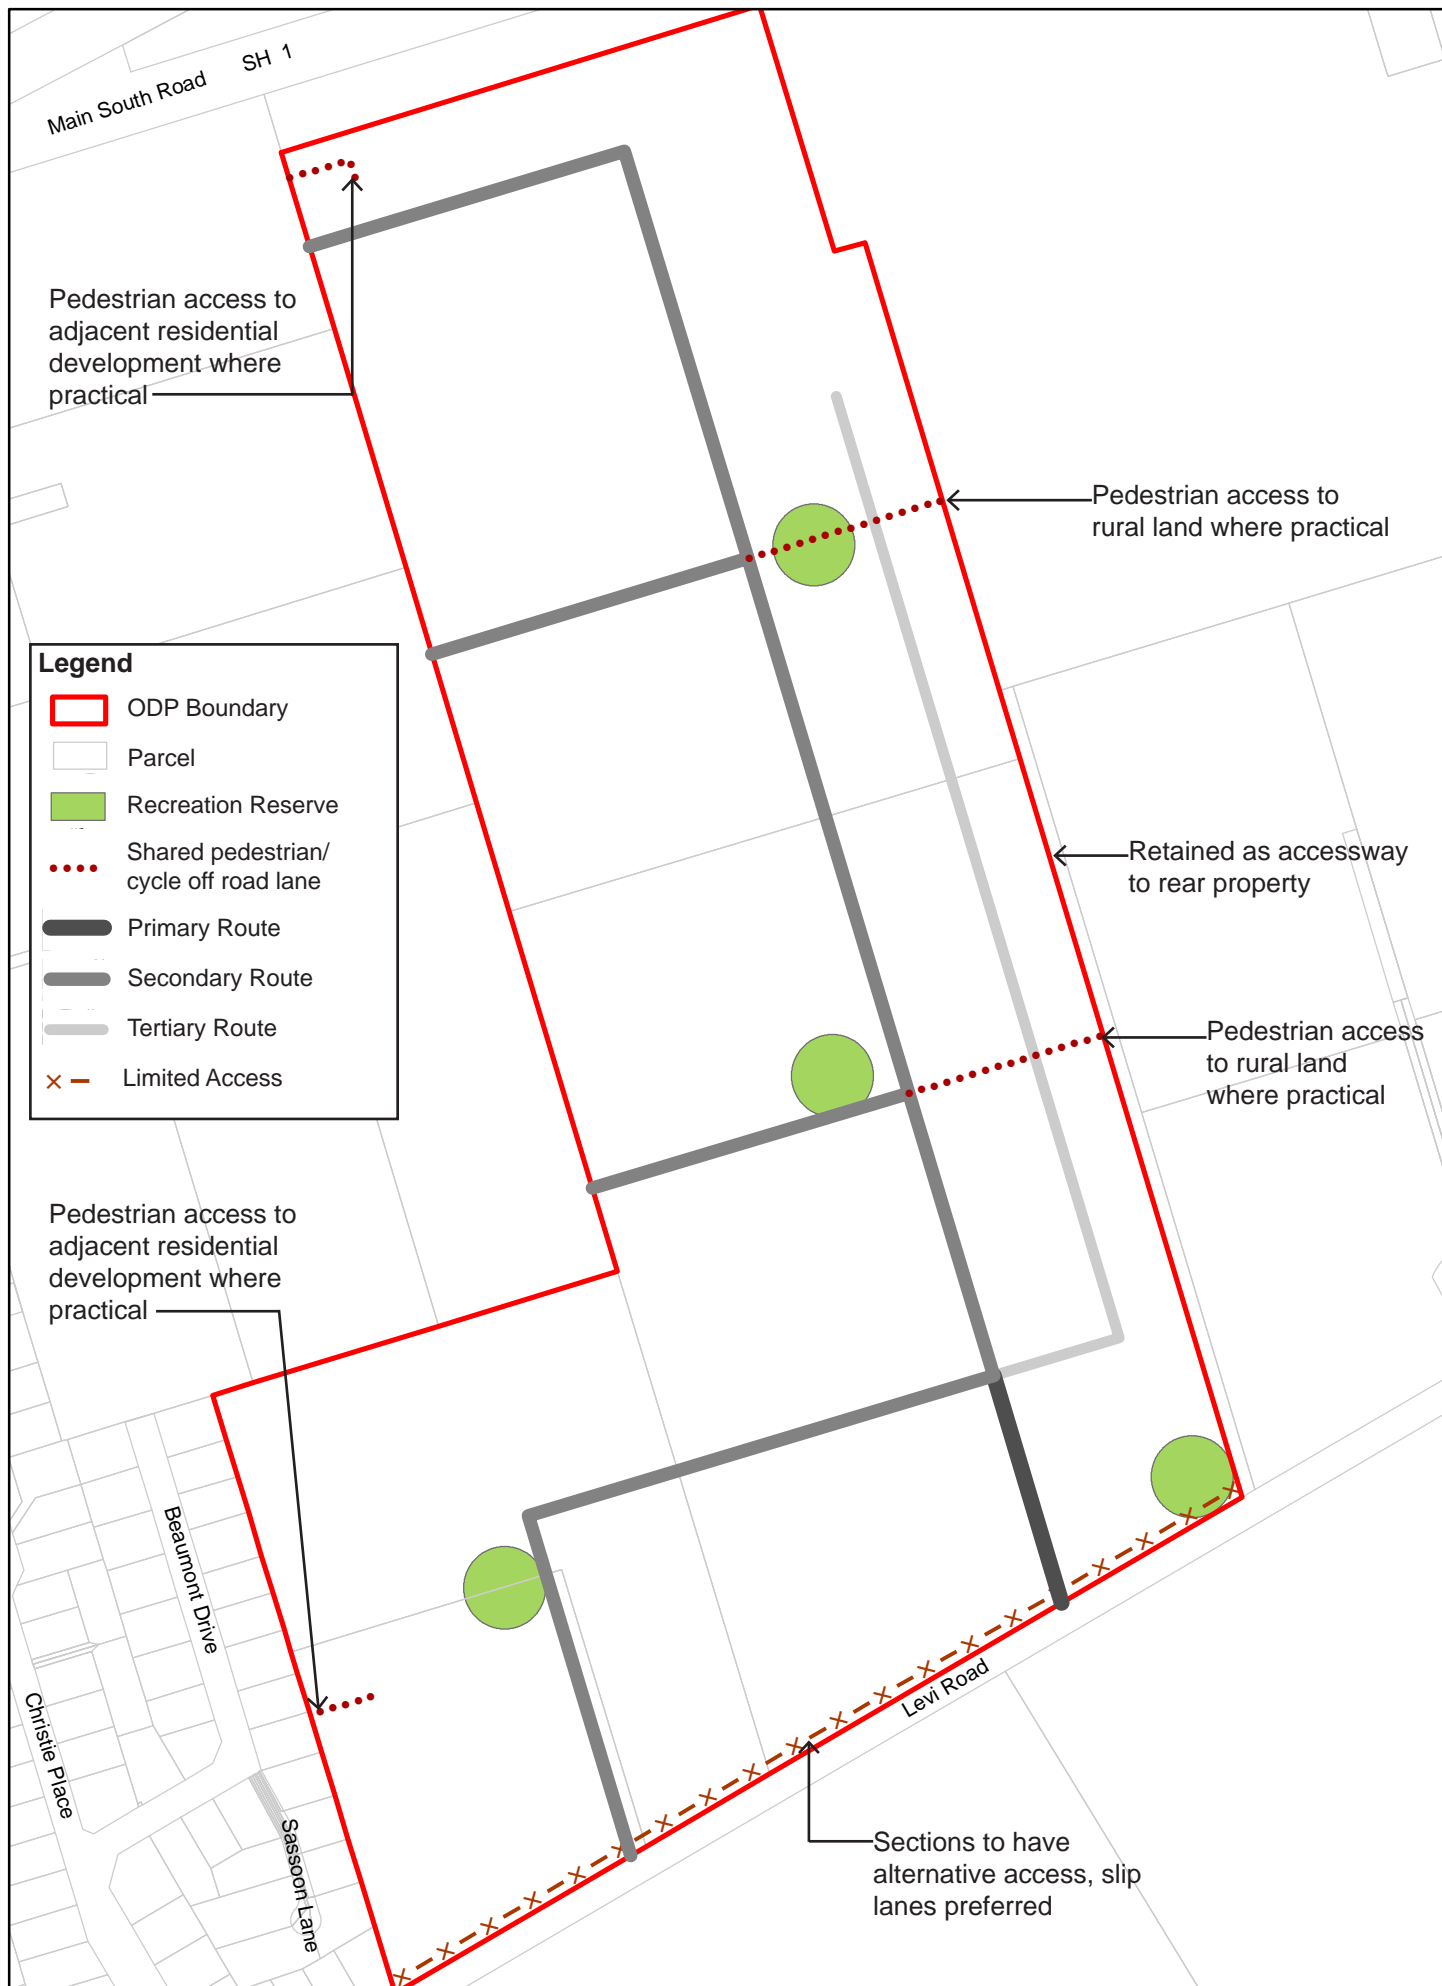 Main South Road SH 1
Pedestrian access to
adjacent residential
development where
practical
Pedestrian access to
rural land where practical
Legend
ODP Boundary
Parcel
Recreation Reserve
Shared pedestrian/
cycle off road lane
Primary Route
Secondary Route
Tertiary Route
Limited Access
Retained as accessway
to rear property
Pedestrian access
to rural land
where practical
Pedestrian access to
adjacent residential
development where
practical
Beaumont Drive
Christie Place
Sassoon Lane
Levi Road
Sections to have
alternative access, slip
lanes preferred